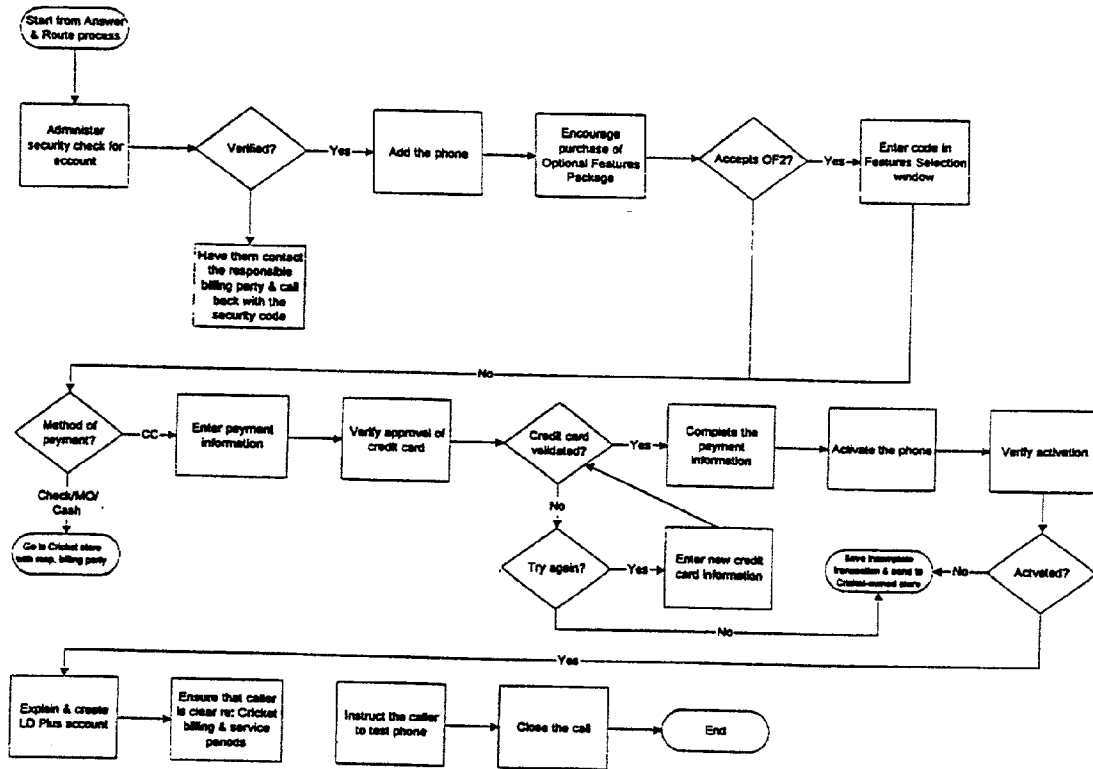 Start from Answer
& Route process
Administer
security check for
account
Verified?
Yes
Add the phone
Encourage
purchase of
Optional Features
Package
Accepts OF2?
Yes
Enter code in
Features Selection
window
Have them contact
the responsible
billing party & call
back with the
security code
No
Method of
payment?
CC
Enter payment
information
Verify approval of
credit card
Credit card
validated?
Yes
Complete the
payment
information
Activate the phone
Verify activation
Check/MO/
Cash
No
Go to Cricket store
with resp. billing party
Try again?
Yes
Enter new credit
card information
Save incomplete
transaction & send to
Cricket-owned store
No
Activated?
No
Yes
Explain & create
LD Plus account
Ensure that caller
is clear re: Cricket
billing & service
periods
Instruct the caller
to test phone
Close the call
End